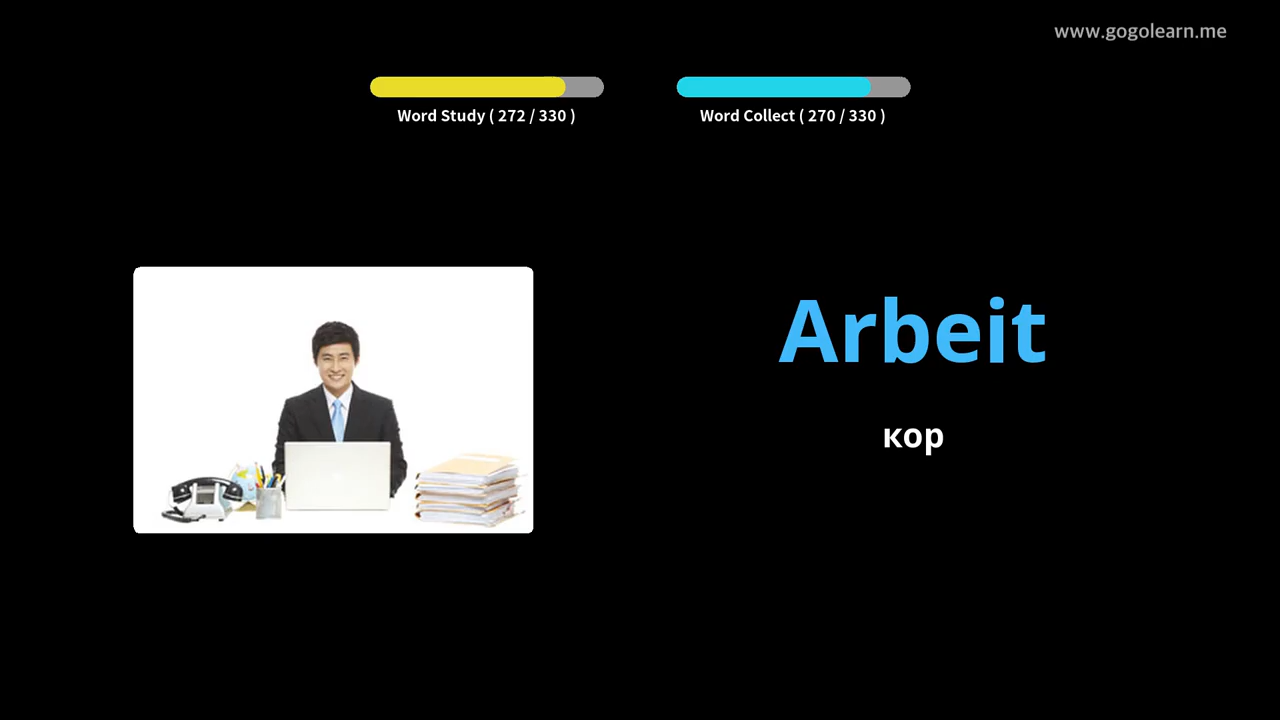 www.gogolearn.me
Word Study ( 272 / 330 )
Word Collect ( 270 / 330 )
Arbeit
кор